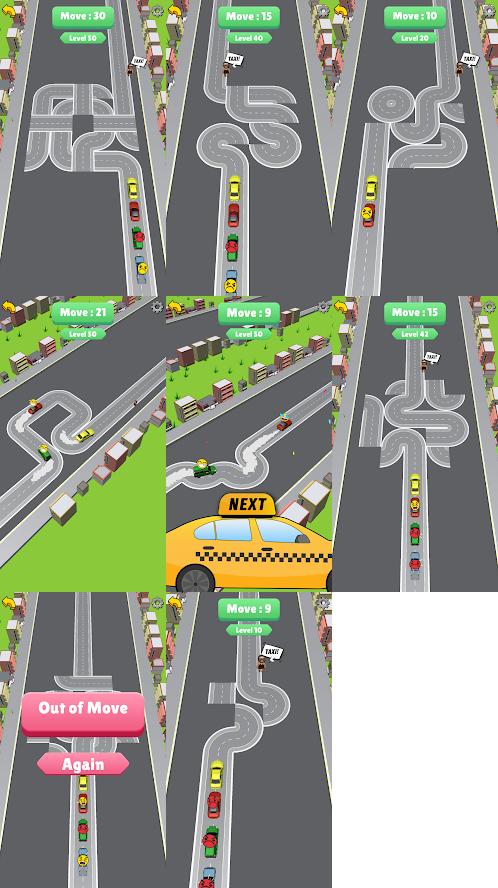 Move : 30
Level 50
TAXI!
Move : 15
Level 40
TAXI!
Move : 10
Level 20
TAXI!
Move : 21
Level 50
Move : 9
Level 50
NEXT
Move : 15
Level 42
TAXI!
Out of Move
Again
Move : 9
Level 10
TAXI!